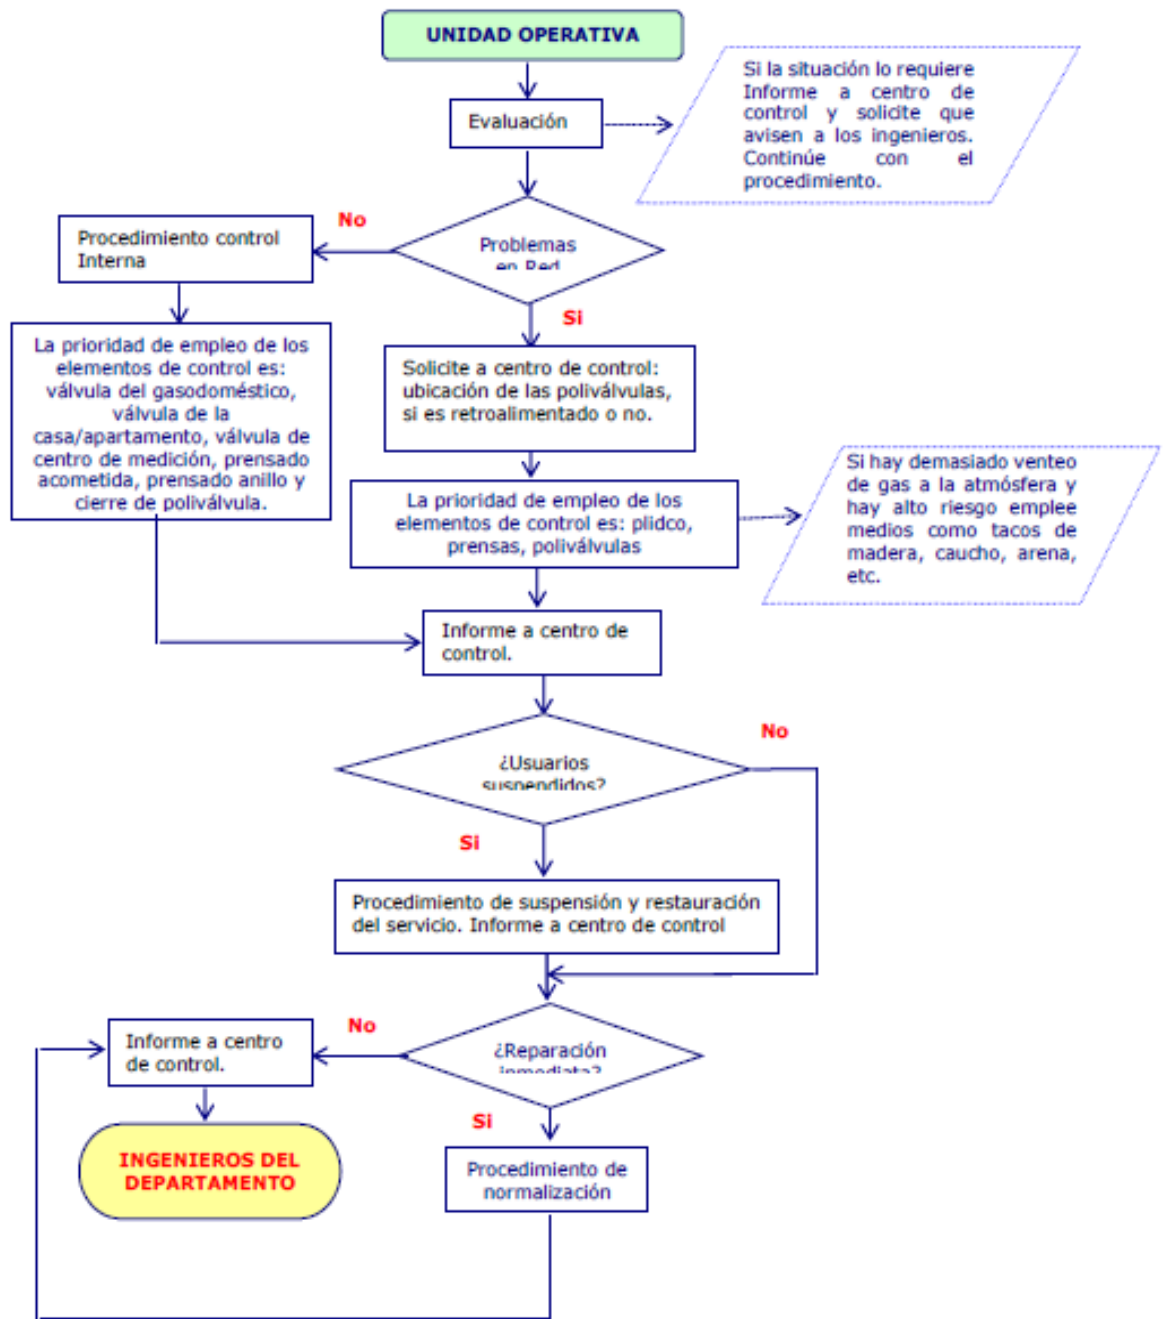 UNIDAD OPERATIVA
Evaluación
Si la situación lo requiere
Informe a centro de
control y solicite que
avisen a los ingenieros.
Continúe con el
procedimiento.
No
Procedimiento control
Interna
Problemas
en Red
Si
La prioridad de empleo de los
elementos de control es:
válvula del gasodoméstico,
válvula de la
casa/apartamento, válvula de
centro de medición, prensado
acometida, prensado anillo y
cierre de poliválvula.
Solicite a centro de control:
ubicación de las poliválvulas,
si es retroalimentado o no.
La prioridad de empleo de los
elementos de control es: plidco,
prensas, poliválvulas
Si hay demasiado venteo
de gas a la atmósfera y
hay alto riesgo emplee
medios como tacos de
madera, caucho, arena,
etc.
Informe a centro de
control.
¿Usuarios
suspendidos?
No
Si
Procedimiento de suspensión y restauración
del servicio. Informe a centro de control
¿Reparación
inmediata?
No
Informe a centro
de control.
Si
INGENIEROS DEL
DEPARTAMENTO
Procedimiento de
normalización